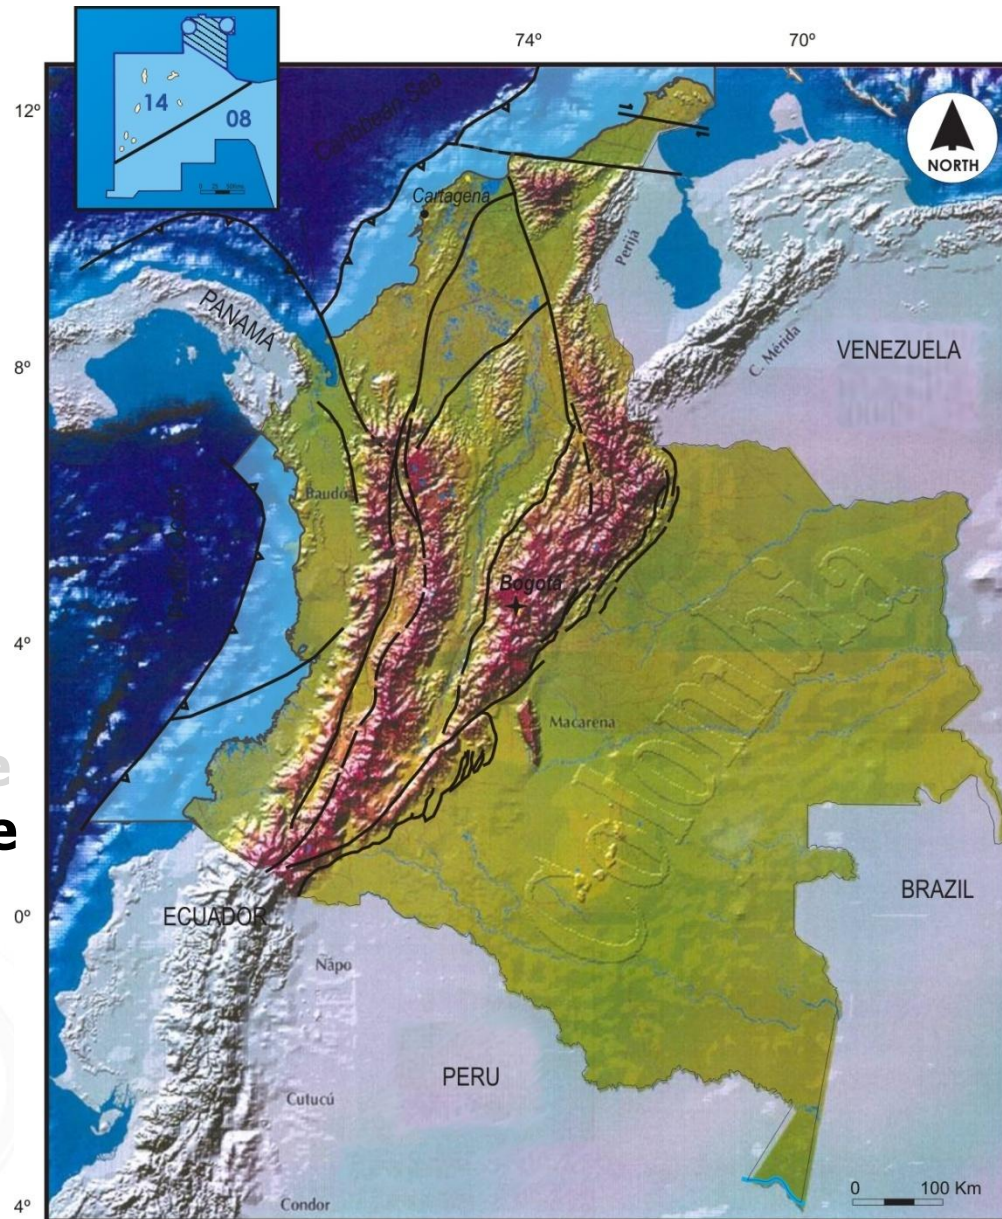 74º
70º
12º
14
08
Caribbean Sea
NORTH
Cartagena
Perijá
PANAMA
C. Mérida
VENEZUELA
8º
Baudó
Bogotá
Colombia
4º
Macarena
e
e
BRAZIL
0º
ECUADOR
Nápo
PERU
Cutucú
0 100 Km
4º
Condor